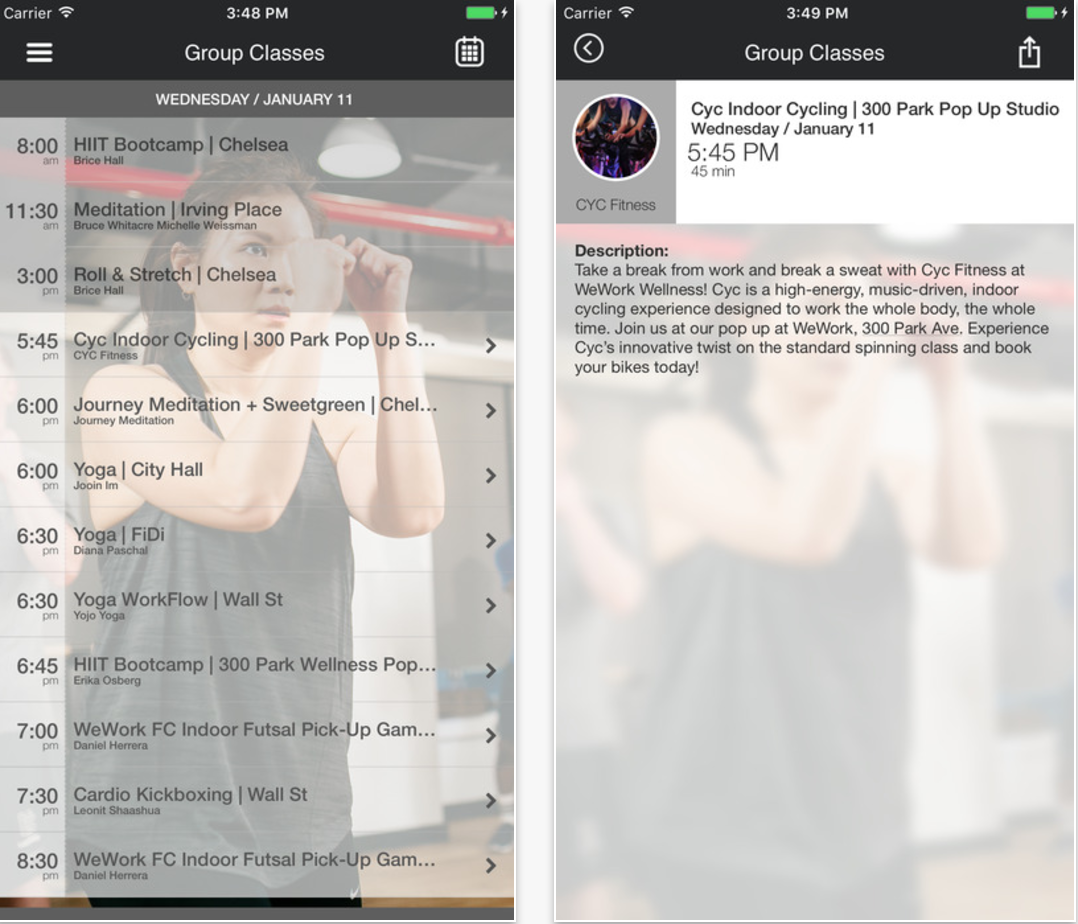 Carrier 3:48 PM
Group Classes
WEDNESDAY / JANUARY 11
8:00 am HIIT Bootcamp | Chelsea
Brice Hall
11:30 am Meditation | Irving Place
Bruce Whitacre Michelle Weissman
3:00 pm Roll & Stretch | Chelsea
Brice Hall
5:45 pm Cyc Indoor Cycling | 300 Park Pop Up S...
CYC Fitness
6:00 pm Journey Meditation + Sweetgreen | Chel...
Journey Meditation
6:00 pm Yoga | City Hall
Jooin Im
6:30 pm Yoga | FiDi
Diana Paschal
6:30 pm Yoga WorkFlow | Wall St
Yojo Yoga
6:45 pm HIIT Bootcamp | 300 Park Wellness Pop...
Erika Osberg
7:00 pm WeWork FC Indoor Futsal Pick-Up Gam...
Daniel Herrera
7:30 pm Cardio Kickboxing | Wall St
Leonit Shaashua
8:30 pm WeWork FC Indoor Futsal Pick-Up Gam...
Daniel Herrera
Carrier 3:49 PM
Group Classes
Cyc Indoor Cycling | 300 Park Pop Up Studio
Wednesday / January 11
5:45 PM
45 min
CYC Fitness
Description:
Take a break from work and break a sweat with Cyc Fitness at
WeWork Wellness! Cyc is a high-energy, music-driven, indoor
cycling experience designed to work the whole body, the whole
time. Join us at our pop up at WeWork, 300 Park Ave. Experience
Cyc's innovative twist on the standard spinning class and book
your bikes today!